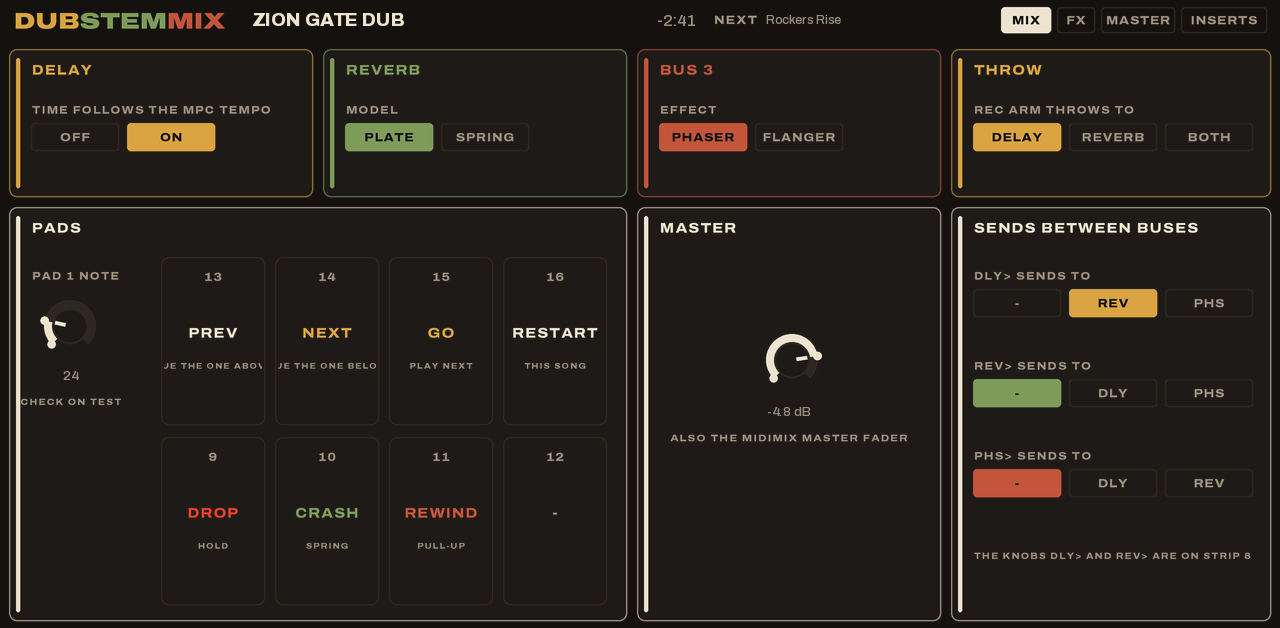 DUBSTEMMIX
ZION GATE DUB
-2:41
NEXT Rockers Rise
MIX
FX
MASTER
INSERTS
DELAY
TIME FOLLOWS THE MPC TEMPO
OFF
ON
REVERB
MODEL
PLATE
SPRING
BUS 3
EFFECT
PHASER
FLANGER
THROW
REC ARM THROWS TO
DELAY
REVERB
BOTH
PADS
PAD 1 NOTE
24
CHECK ON TEST
13
PREV
THE ONE
14
NEXT
THE ONE
15
GO
PLAY NEXT
16
RESTART
THIS SONG
9
DROP
HOLD
10
CRASH
SPRING
11
REWIND
PULL-UP
12
-
MASTER
-4.8 dB
ALSO THE MIDIMIX MASTER FADER
SENDS BETWEEN BUSES
DLY> SENDS TO
-
REV
PHS
REV> SENDS TO
-
DLY
PHS
PHS> SENDS TO
-
DLY
REV
THE KNOBS DLY> AND REV> ARE ON STRIP 8